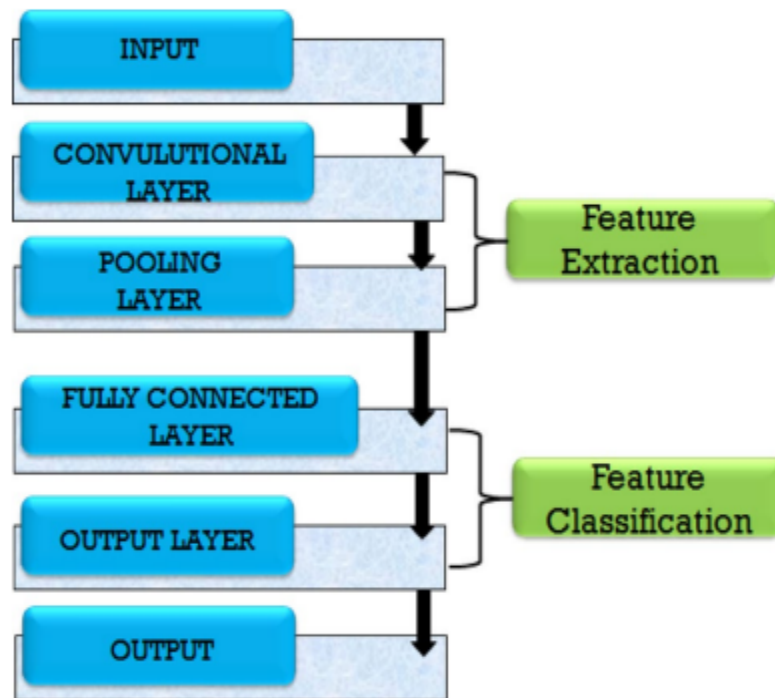 INPUT
CONVULUTIONAL
LAYER
POOLING
LAYER
Feature
Extraction
FULLY CONNECTED
LAYER
OUTPUT LAYER
Feature
Classification
OUTPUT